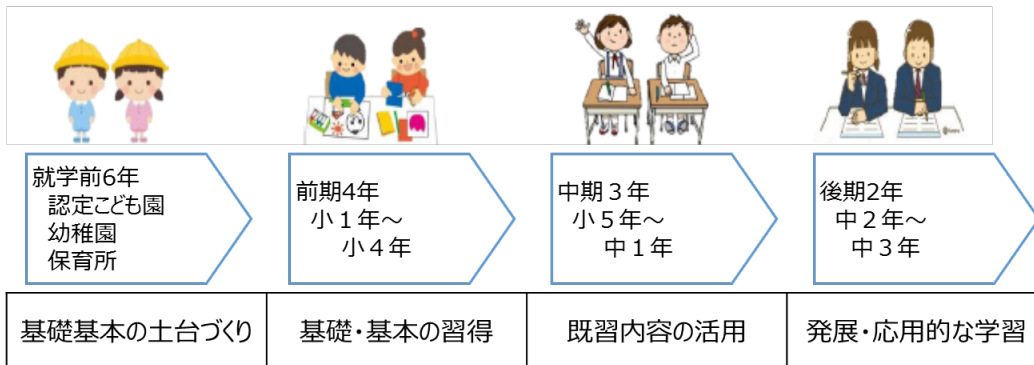 就学前6年
認定こども園
幼稚園
保育所
前期4年
小１年～
小４年
中期３年
小５年～
中１年
後期2年
中２年～
中３年
基礎基本の土台づくり
基礎・基本の習得
既習内容の活用
発展・応用的な学習